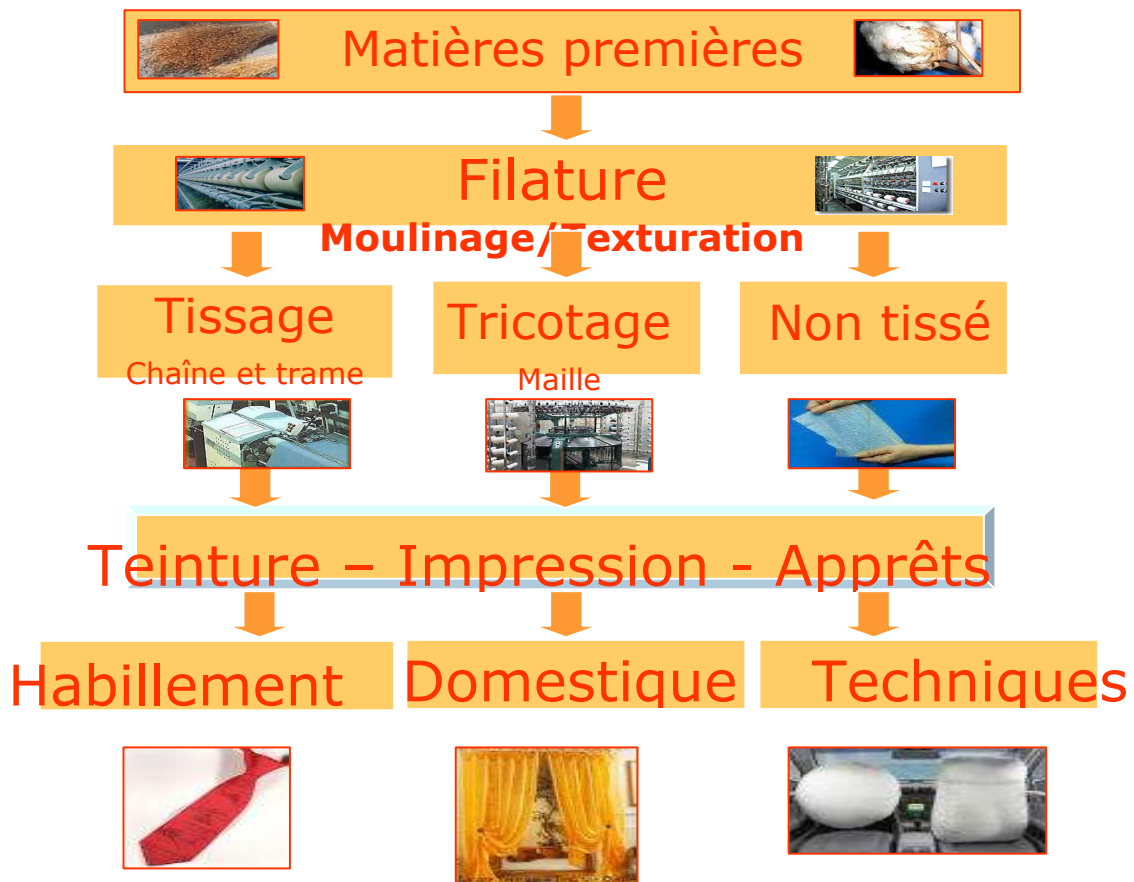 Matières premières
Filature
Moulinage/Texturation
Tissage
Chaîne et trame
Tricotage
Maille
Non tissé
Teinture – Impression - Apprêts
Habillement
Domestique
Techniques